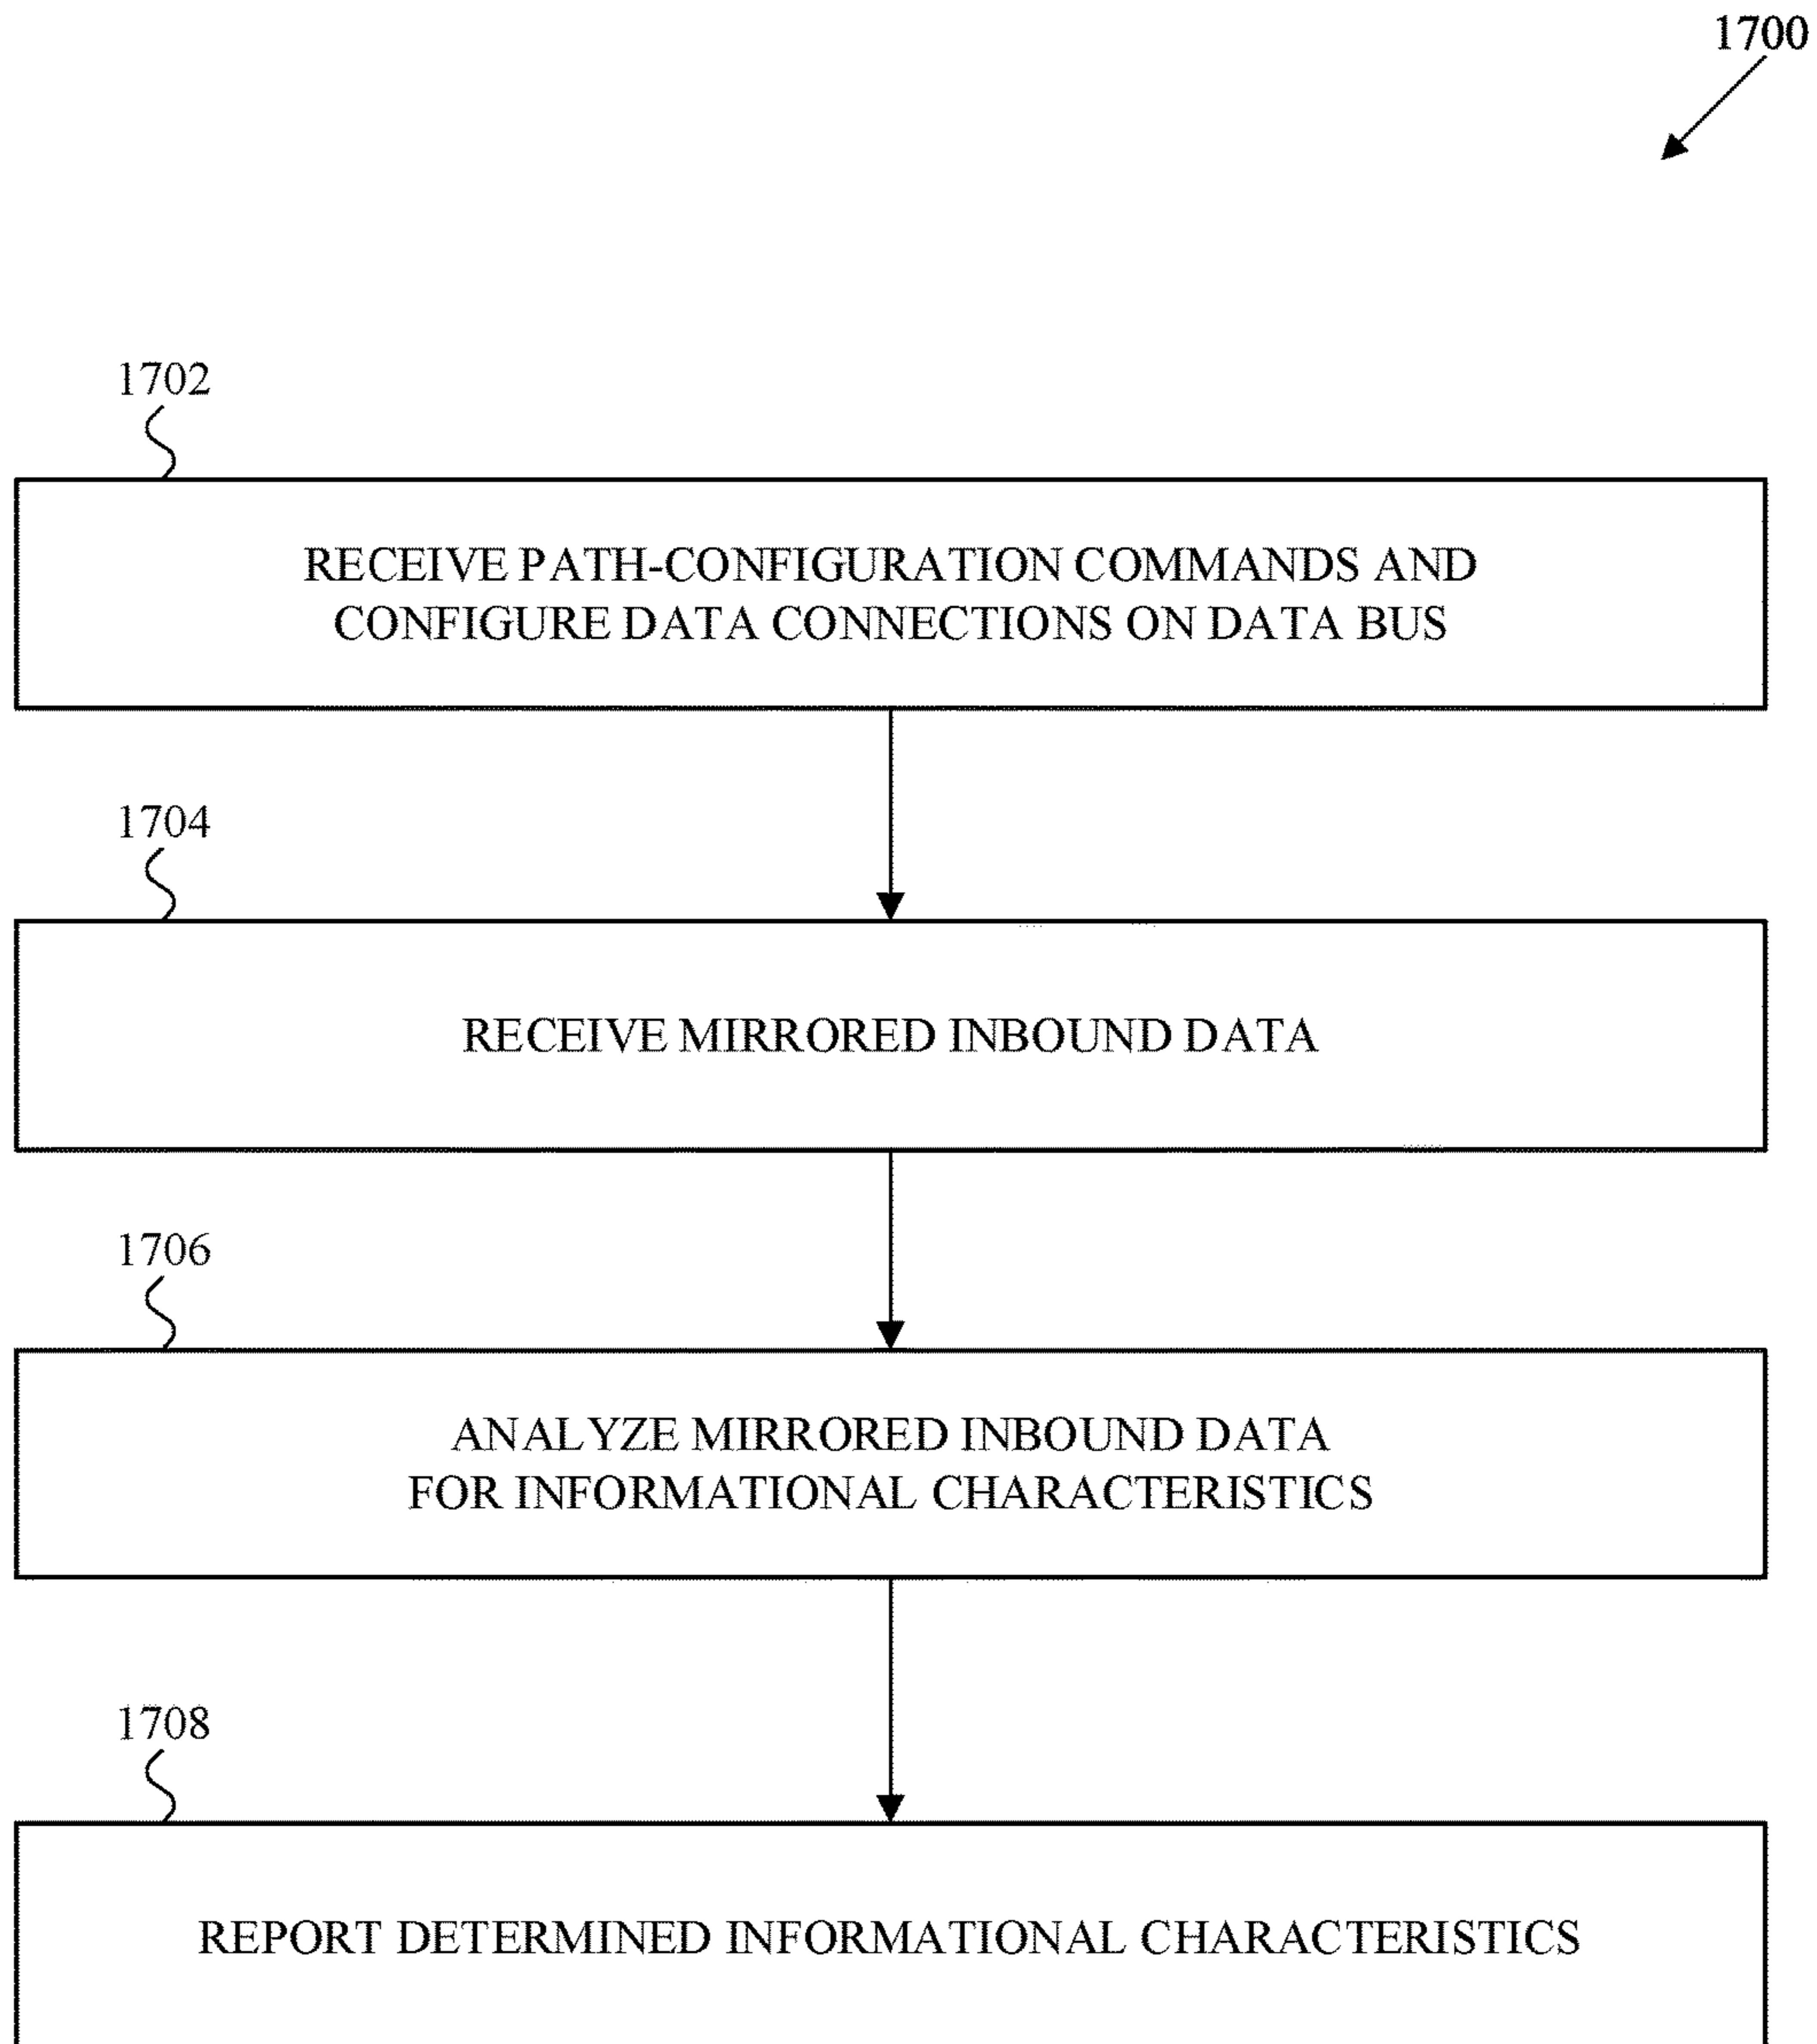 1700
1702
RECEIVE PATH-CONFIGURATION COMMANDS AND
CONFIGURE DATA CONNECTIONS ON DATA BUS
1704
RECEIVE MIRRORED INBOUND DATA
1706
ANALYZE MIRRORED INBOUND DATA
FOR INFORMATIONAL CHARACTERISTICS
1708
REPORT DETERMINED INFORMATIONAL CHARACTERISTICS